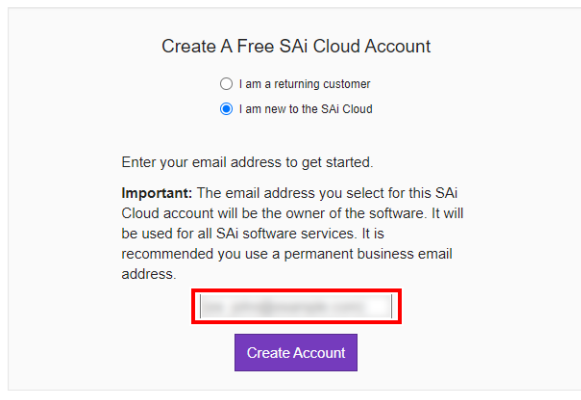 Create A Free SAi Cloud Account
I am a returning customer
I am new to the SAi Cloud
Enter your email address to get started.
Important: The email address you select for this SAi
Cloud account will be the owner of the software. It will
be used for all SAi software services. It is
recommended you use a permanent business email
address.
Create Account